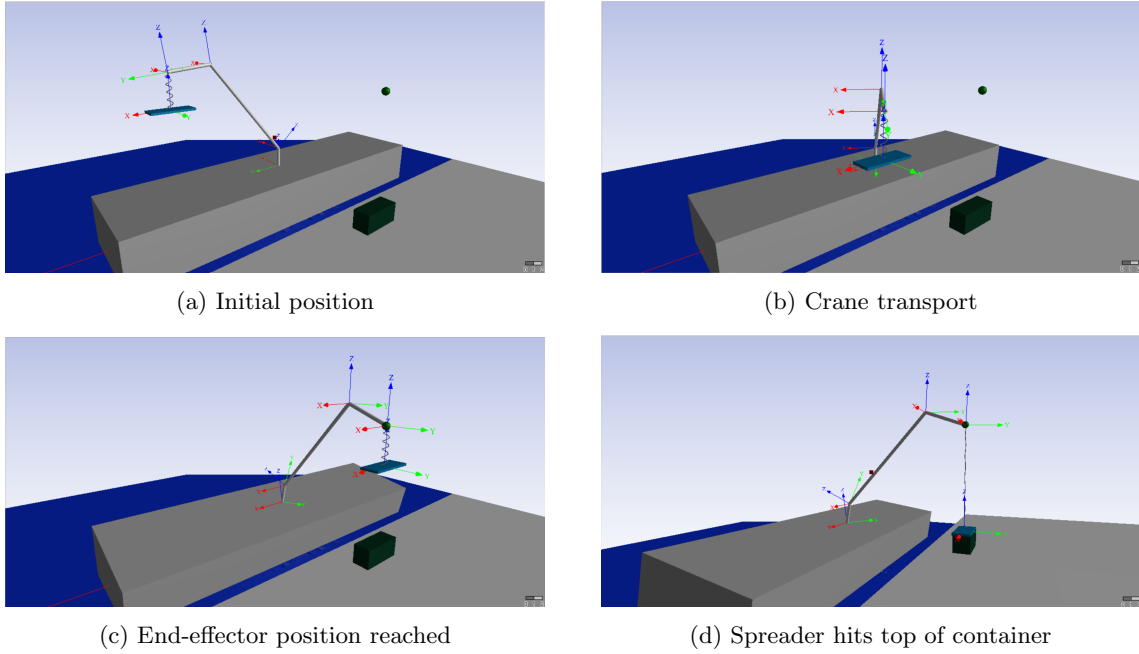 (a) Initial position
(b) Crane transport
(c) End-effector position reached
(d) Spreader hits top of container